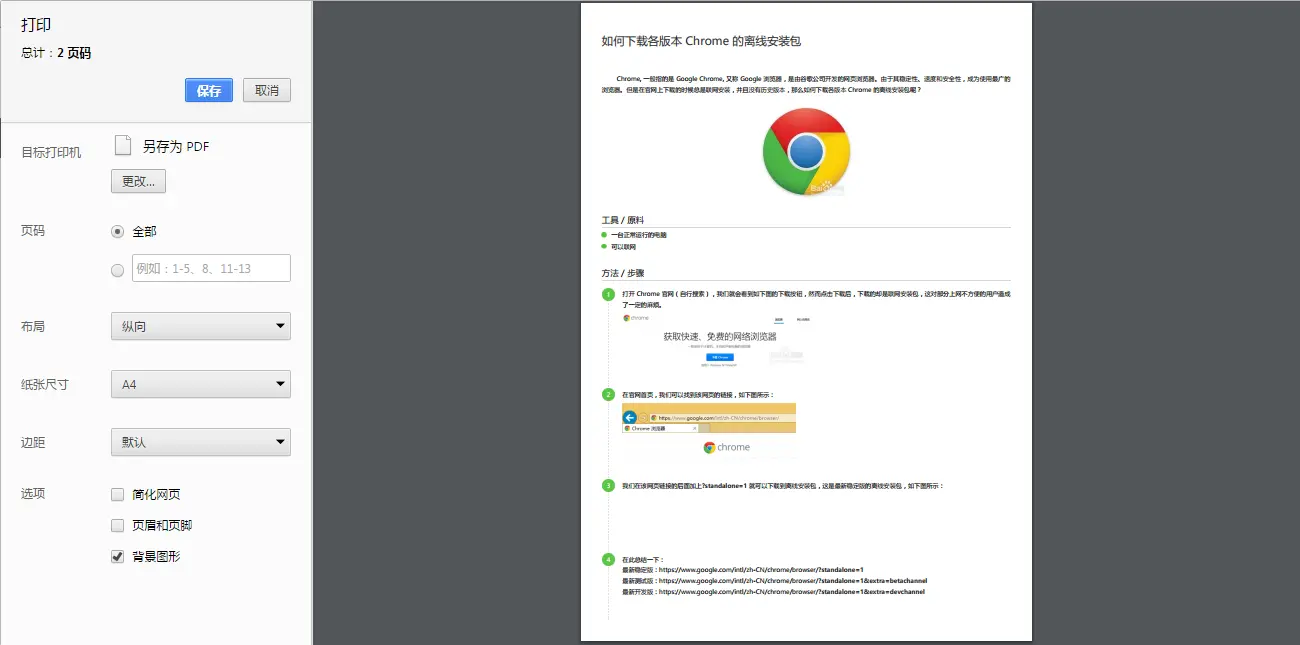 打印
总计：2 页码
保存
取消
目标打印机
另存为 PDF
更改...
页码
全部
例如：1-5、8、11-13
布局
纵向
纸张尺寸
A4
边距
默认
选项
简化网页
页眉和页脚
背景图形
如何下载各版本 Chrome 的离线安装包
Chrome, 一般指的是 Google Chrome, 又称 Google 浏览器，是由谷歌公司开发的网页浏览器。由于其稳定性、速度和安全性，成为使用最广的
浏览器。但是在官网上下载的时候总是联网安装，并且没有历史版本，那么如何下载各版本 Chrome 的离线安装包呢？
工具 / 原料
一台正常运行的电脑
可以联网
方法 / 步骤
1
打开 Chrome 官网（自行搜索），我们就会看到如下图的下载按钮，然而点击下载后，下载的却是联网安装包，这对部分上网不方便的用户造成
了一定的麻烦。
chrome
获取快速、免费的网络浏览器
2
在官网首页，我们可以找到该网页的链接，如下图所示：
https://www.google.com/intl/zh-CN/chrome/browser/
Chrome 浏览器
chrome
3
我们在该网页链接的后面加上?standalone=1 就可以下载到离线安装包，这是最新稳定版的离线安装包，如下图所示：
4
在此总结一下：
最新稳定版：https://www.google.com/intl/zh-CN/chrome/browser/?standalone=1
最新测试版：https://www.google.com/intl/zh-CN/chrome/browser/?standalone=1&extra=betachannel
最新开发版：https://www.google.com/intl/zh-CN/chrome/browser/?standalone=1&extra=devchannel